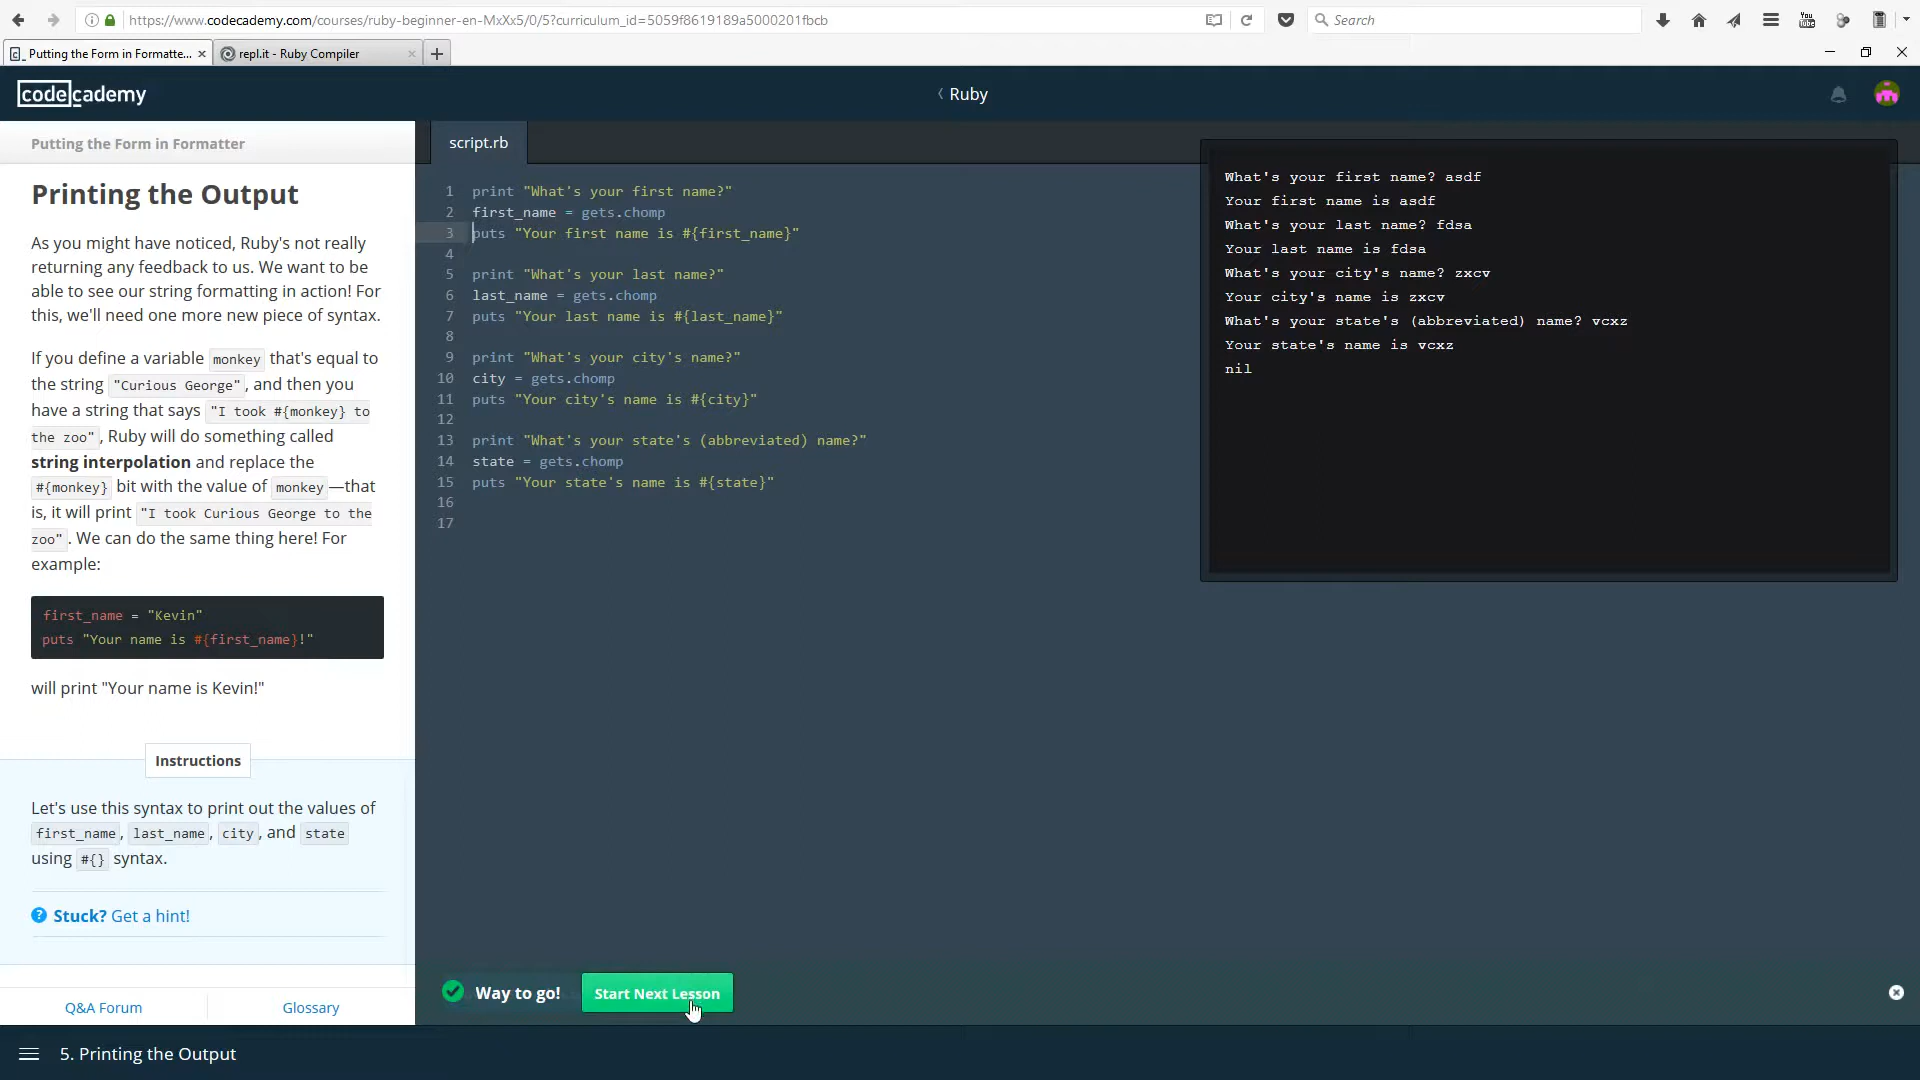 https://www.codecademy.com/courses/ruby-beginner-en-MxXx5/0/5?curriculum_id=5059f8619189a5000201fbcb
Search
You Tube
Putting the Form in Formatte...
repl.it - Ruby Compiler
codecademy
Ruby
Putting the Form in Formatter
Printing the Output
As you might have noticed, Ruby's not really
returning any feedback to us. We want to be
able to see our string formatting in action! For
this, we'll need one more new piece of syntax.
If you define a variable monkey that's equal to
the string "Curious George", and then you
have a string that says "I took #{monkey} to
the zoo", Ruby will do something called
string interpolation and replace the
#{monkey} bit with the value of monkey—that
is, it will print "I took Curious George to the
zoo". We can do the same thing here! For
example:
first_name = "Kevin"
puts "Your name is #{first_name}!"
will print "Your name is Kevin!"
Instructions
Let's use this syntax to print out the values of
first_name, last_name, city, and state
using #{} syntax.
? Stuck? Get a hint!
Q&A Forum
Glossary
script.rb
1 print "What's your first name?"
2 first_name = gets.chomp
3 puts "Your first name is #{first_name}"
4
5 print "What's your last name?"
6 last_name = gets.chomp
7 puts "Your last name is #{last_name}"
8
9 print "What's your city's name?"
10 city = gets.chomp
11 puts "Your city's name is #{city}"
12
13 print "What's your state's (abbreviated) name?"
14 state = gets.chomp
15 puts "Your state's name is #{state}"
16
17
What's your first name? asdf
Your first name is asdf
What's your last name? fdsa
Your last name is fdsa
What's your city's name? zxcv
Your city's name is zxcv
What's your state's (abbreviated) name? vcxz
Your state's name is vcxz
nil
Way to go!
Start Next Lesson
5. Printing the Output